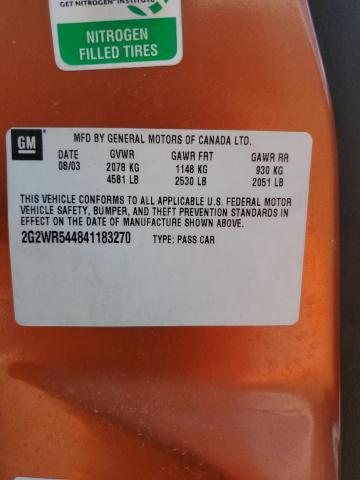 GET NITROGEN INSTITUTE
NITROGEN
FILLED TIRES
GM
MFD BY GENERAL MOTORS OF CANADA LTD.
DATE GVWR GAWR FRT GAWR RR
08/03 2078 KG 1148 KG 930 KG
4581 LB 2530 LB 2051 LB
THIS VEHICLE CONFORMS TO ALL APPLICABLE U.S. FEDERAL MOTOR
VEHICLE SAFETY, BUMPER, AND THEFT PREVENTION STANDARDS IN
EFFECT ON THE DATE OF MANUFACTURE SHOWN ABOVE.
2G2WR544841183270 TYPE: PASS CAR